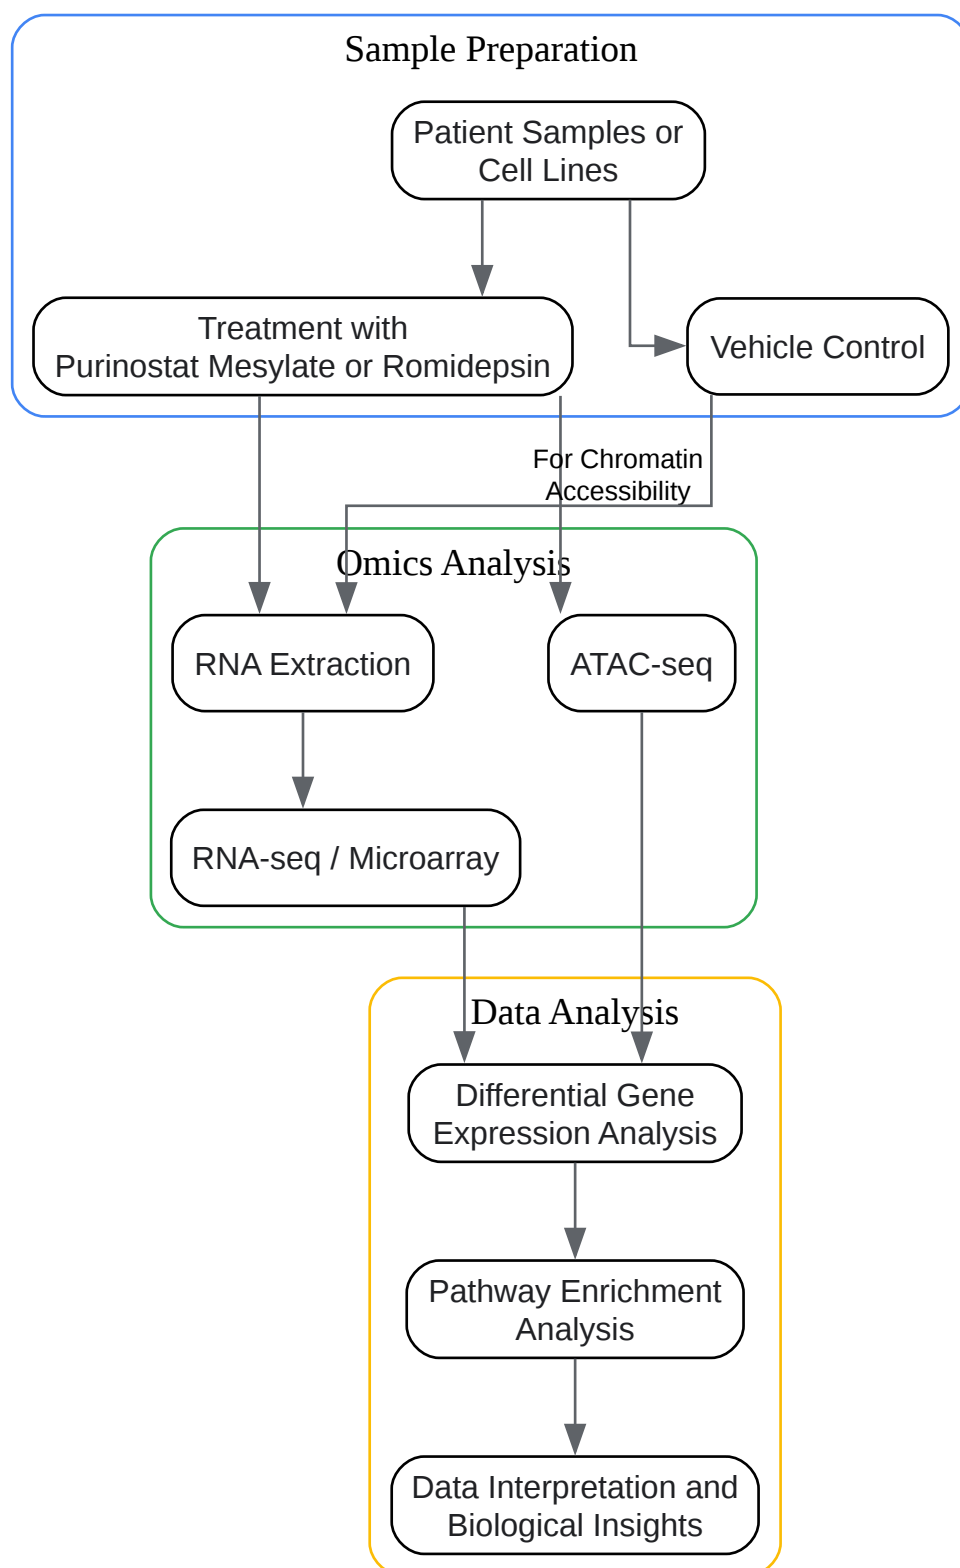 Sample Preparation
Patient Samples or
Cell Lines
Treatment with
Purinostat Mesylate or Romidepsin
Vehicle Control
For Chromatin
Accessibility
Omics Analysis
RNA Extraction
ATAC-seq
RNA-seq / Microarray
Data Analysis
Differential Gene
Expression Analysis
Pathway Enrichment
Analysis
Data Interpretation and
Biological Insights